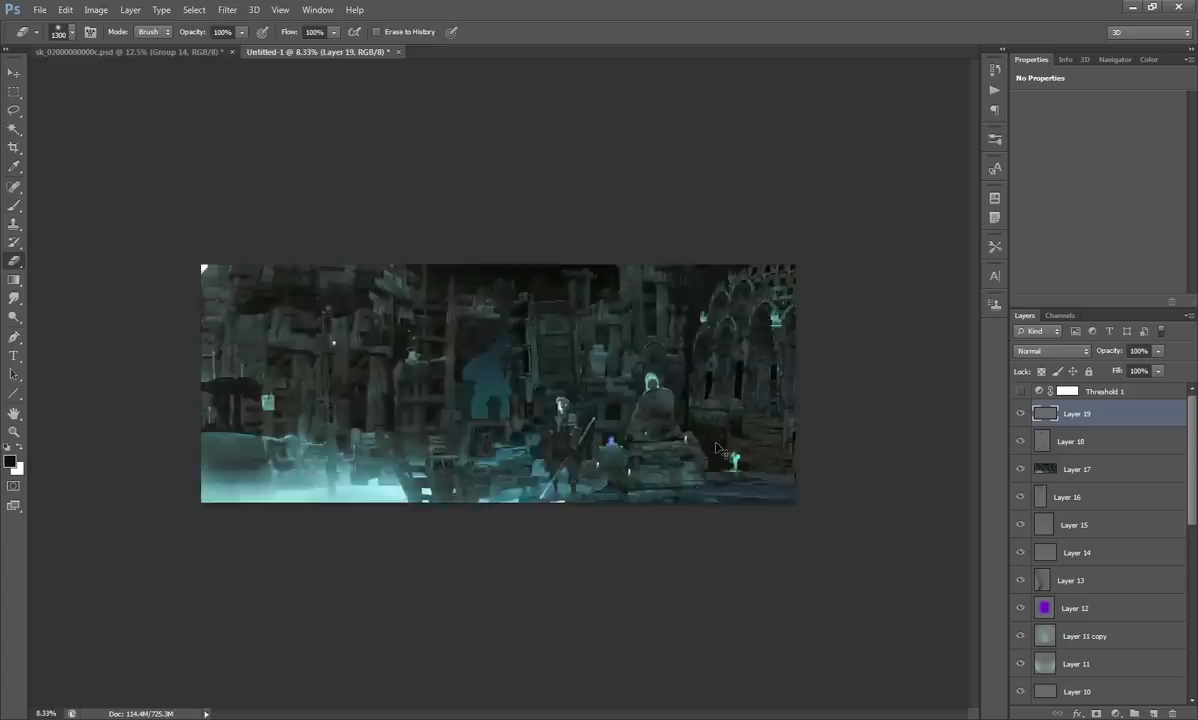 Ps File Edit Image Layer Type Select Filter 3D View Window Help
1300 Mode: Brush Opacity: 100% Flow: 100% Erase to History 3D
sk_02000000000c.psd @ 12.5% (Group 14, RGB/8) * × Untitled-1 @ 8.33% (Layer 19, RGB/8) * ×
Properties Info 3D Navigator Color
No Properties
Layers Channels
Kind
Normal Opacity: 100%
Lock: Fill: 100%
Threshold 1
Layer 19
Layer 18
Layer 17
Layer 16
Layer 15
Layer 14
Layer 13
Layer 12
Layer 11 copy
Layer 11
Layer 10
8.33% Doc: 114.4M/725.3M